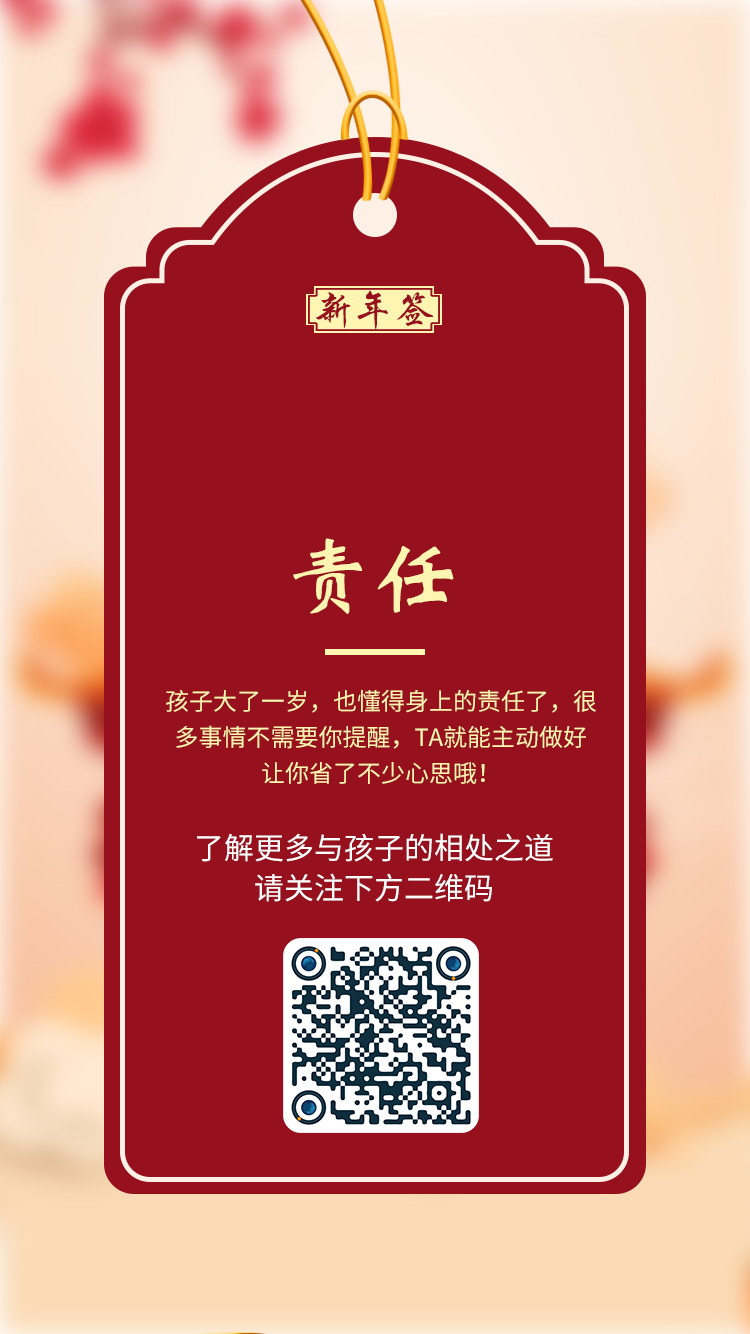 新年签
责任
孩子大了一岁，也懂得身上的责任了，很
多事情不需要你提醒，TA就能主动做好
让你省了不少心思哦！
了解更多与孩子的相处之道
请关注下方二维码